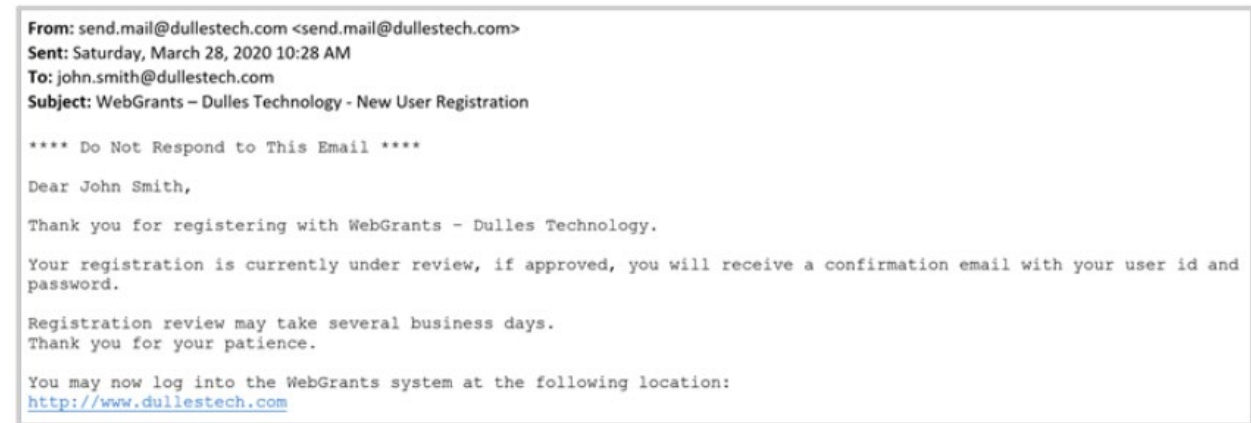 From: send.mail@dullestech.com <send.mail@dullestech.com>
Sent: Saturday, March 28, 2020 10:28 AM
To: john.smith@dullestech.com
Subject: WebGrants – Dulles Technology - New User Registration
**** Do Not Respond to This Email ****
Dear John Smith,
Thank you for registering with WebGrants – Dulles Technology.
Your registration is currently under review, if approved, you will receive a confirmation email with your user id and
password.
Registration review may take several business days.
Thank you for your patience.
You may now log into the WebGrants system at the following location:
http://www.dullestech.com